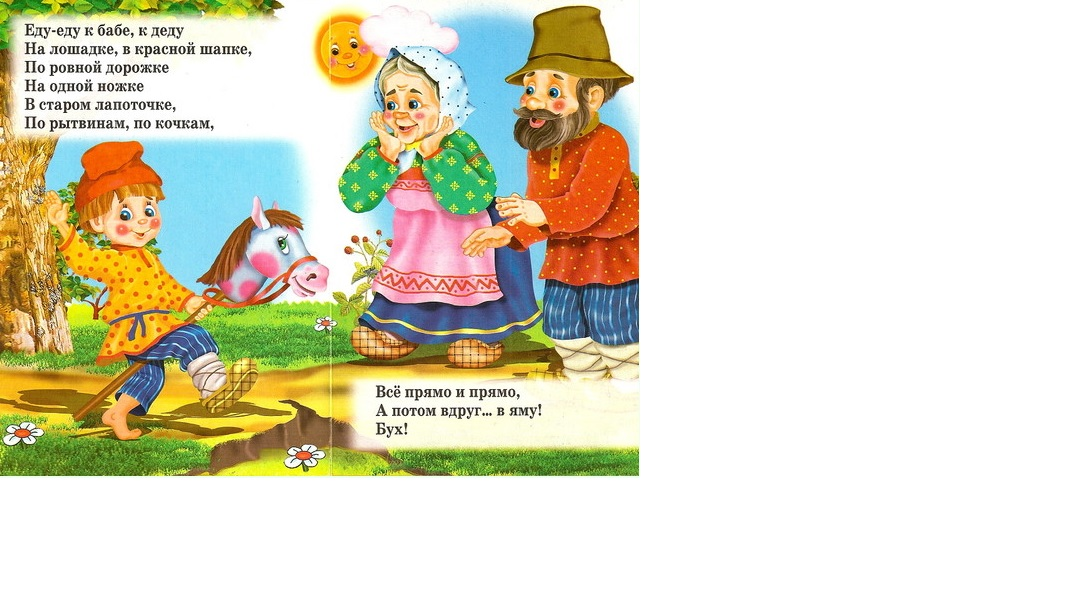 Еду-еду к бабе, к деду
На лошадке, в красной шапке,
По ровной дорожке
На одной ножке
В старом лапоточке,
По рытвинам, по кочкам,
Всё прямо и прямо,
А потом вдруг... в яму!
Бух!